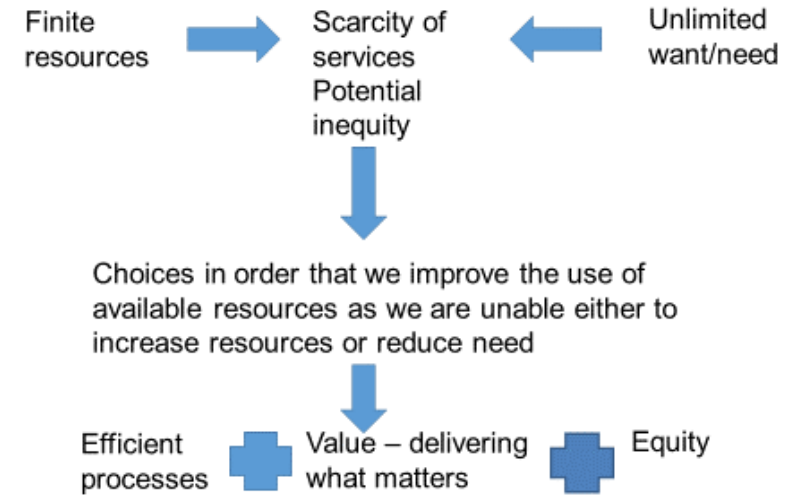 Finite
resources
Scarcity of
services
Potential
inequity
Unlimited
want/need
Choices in order that we improve the use of
available resources as we are unable either to
increase resources or reduce need
Efficient
processes
Value – delivering
what matters
Equity